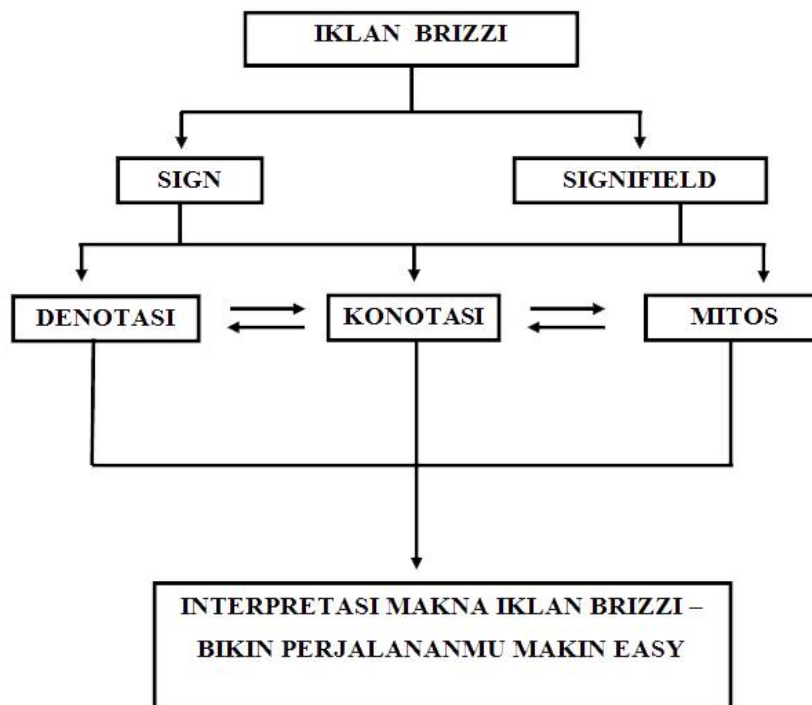 IKLAN BRIZZI
SIGN
SIGNIFIELD
DENOTASI
KONOTASI
MITOS
INTERPRETASI MAKNA IKLAN BRIZZI –
BIKIN PERJALANANMU MAKIN EASY